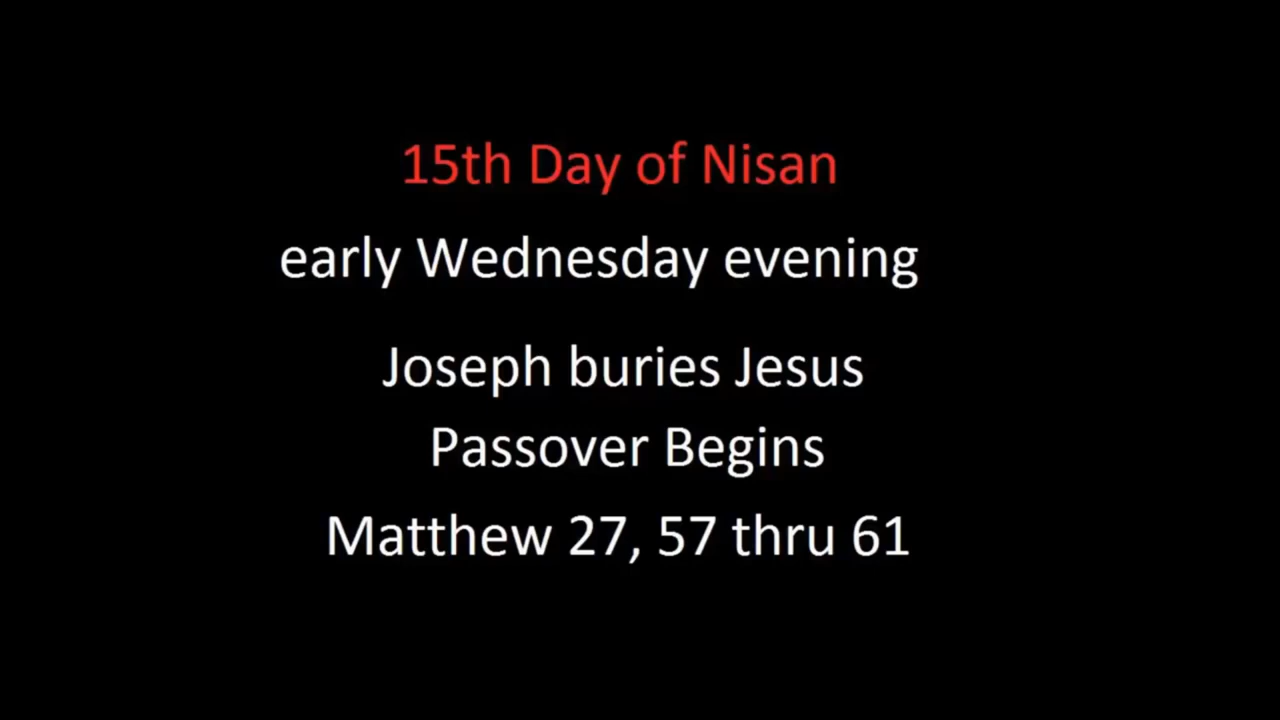 15th Day of Nisan
early Wednesday evening
Joseph buries Jesus
Passover Begins
Matthew 27, 57 thru 61